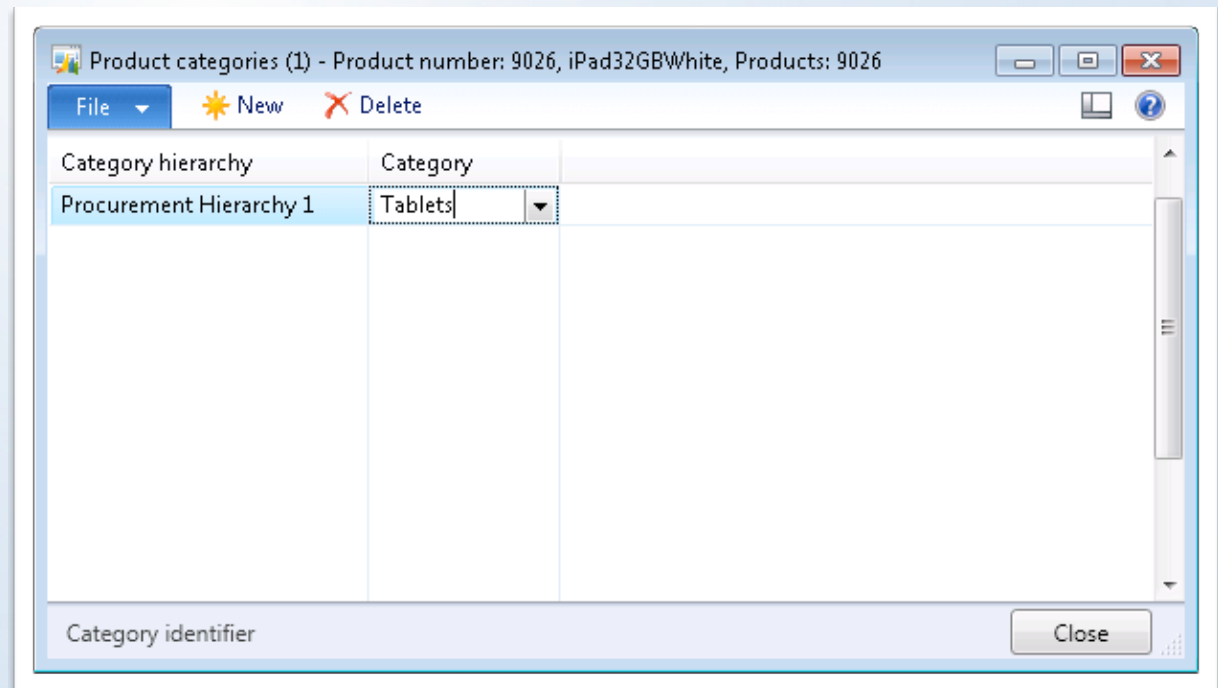 Product categories (1) - Product number: 9026, iPad32GBWhite, Products: 9026
File New Delete
Category hierarchy Category
Procurement Hierarchy 1 Tablets
Category identifier Close